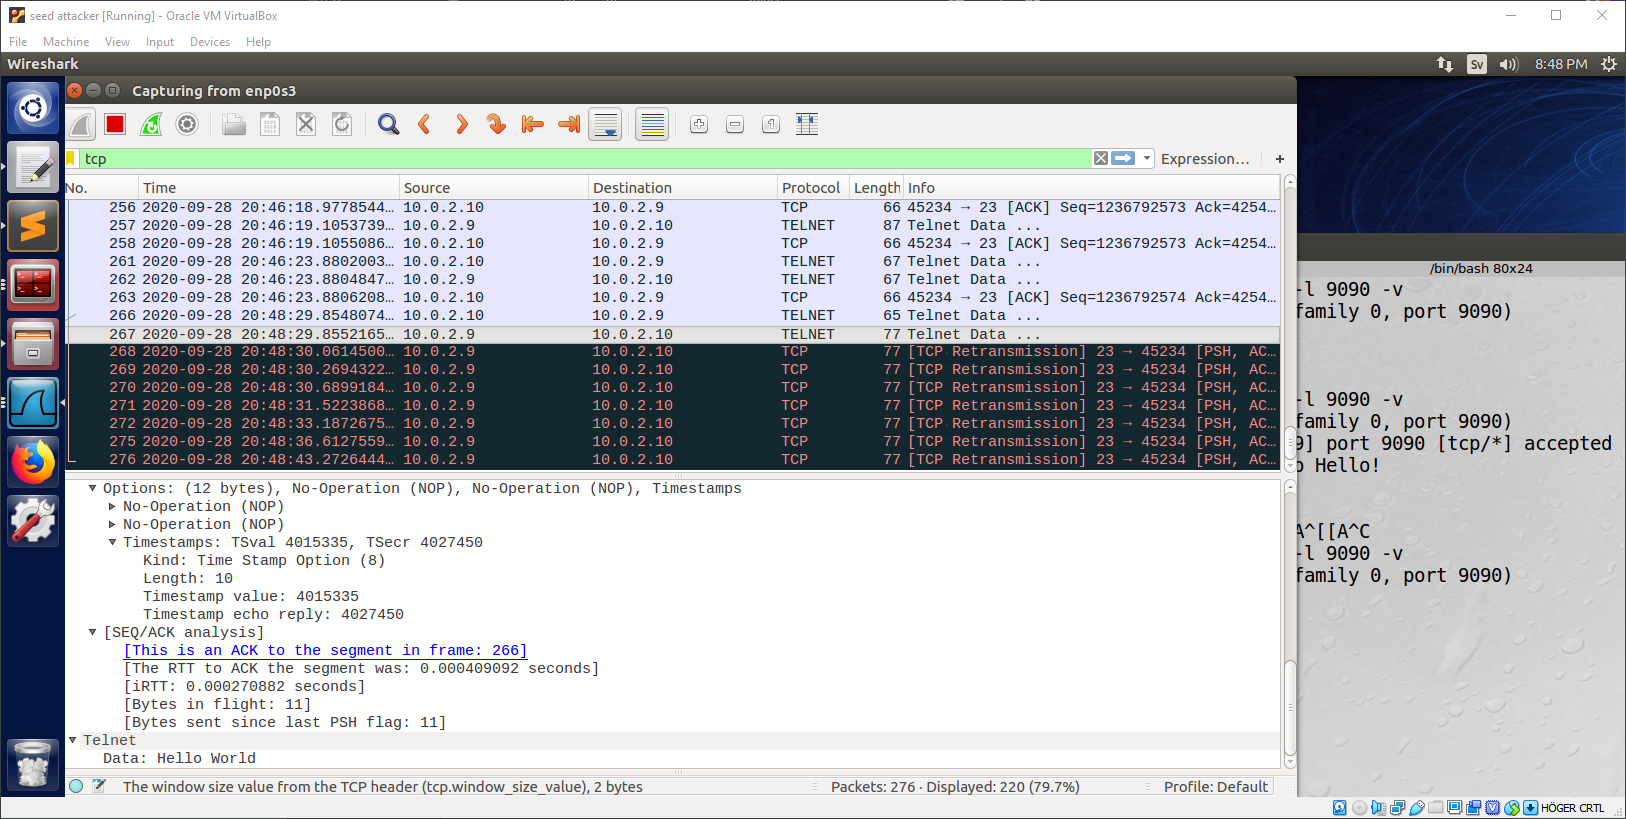 seed attacker [Running] - Oracle VM VirtualBox
File Machine View Input Devices Help
Wireshark
Sv 8:48 PM
Capturing from enp0s3
tcp Expression… +
No. Time Source Destination Protocol Length Info
256 2020-09-28 20:46:18.9778544… 10.0.2.10 10.0.2.9 TCP 66 45234 → 23 [ACK] Seq=1236792573 Ack=4254…
257 2020-09-28 20:46:19.1053739… 10.0.2.9 10.0.2.10 TELNET 87 Telnet Data ...
258 2020-09-28 20:46:19.1055086… 10.0.2.10 10.0.2.9 TCP 66 45234 → 23 [ACK] Seq=1236792573 Ack=4254…
261 2020-09-28 20:46:23.8802003… 10.0.2.10 10.0.2.9 TELNET 67 Telnet Data ...
262 2020-09-28 20:46:23.8804847… 10.0.2.9 10.0.2.10 TELNET 67 Telnet Data ...
263 2020-09-28 20:46:23.8806208… 10.0.2.10 10.0.2.9 TCP 66 45234 → 23 [ACK] Seq=1236792574 Ack=4254…
266 2020-09-28 20:48:29.8548074… 10.0.2.10 10.0.2.9 TELNET 65 Telnet Data ...
267 2020-09-28 20:48:29.8552165… 10.0.2.9 10.0.2.10 TELNET 77 Telnet Data ...
268 2020-09-28 20:48:30.0614500… 10.0.2.9 10.0.2.10 TCP 77 [TCP Retransmission] 23 → 45234 [PSH, AC…
269 2020-09-28 20:48:30.2694322… 10.0.2.9 10.0.2.10 TCP 77 [TCP Retransmission] 23 → 45234 [PSH, AC…
270 2020-09-28 20:48:30.6899184… 10.0.2.9 10.0.2.10 TCP 77 [TCP Retransmission] 23 → 45234 [PSH, AC…
271 2020-09-28 20:48:31.5223868… 10.0.2.9 10.0.2.10 TCP 77 [TCP Retransmission] 23 → 45234 [PSH, AC…
272 2020-09-28 20:48:33.1872675… 10.0.2.9 10.0.2.10 TCP 77 [TCP Retransmission] 23 → 45234 [PSH, AC…
275 2020-09-28 20:48:36.6127559… 10.0.2.9 10.0.2.10 TCP 77 [TCP Retransmission] 23 → 45234 [PSH, AC…
276 2020-09-28 20:48:43.2726444… 10.0.2.9 10.0.2.10 TCP 77 [TCP Retransmission] 23 → 45234 [PSH, AC…
Options: (12 bytes), No-Operation (NOP), No-Operation (NOP), Timestamps
No-Operation (NOP)
No-Operation (NOP)
Timestamps: TSval 4015335, TSecr 4027450
Kind: Time Stamp Option (8)
Length: 10
Timestamp value: 4015335
Timestamp echo reply: 4027450
[SEQ/ACK analysis]
[This is an ACK to the segment in frame: 266]
[The RTT to ACK the segment was: 0.000409092 seconds]
[iRTT: 0.000270882 seconds]
[Bytes in flight: 11]
[Bytes sent since last PSH flag: 11]
Telnet
Data: Hello World
The window size value from the TCP header (tcp.window_size_value), 2 bytes Packets: 276 · Displayed: 220 (79.7%) Profile: Default
/bin/bash 80x24
-l 9090 -v
family 0, port 9090)
-l 9090 -v
family 0, port 9090)
9] port 9090 [tcp/*] accepted
o Hello!
A^[[A^C
-l 9090 -v
family 0, port 9090)
HÖGER CRTL